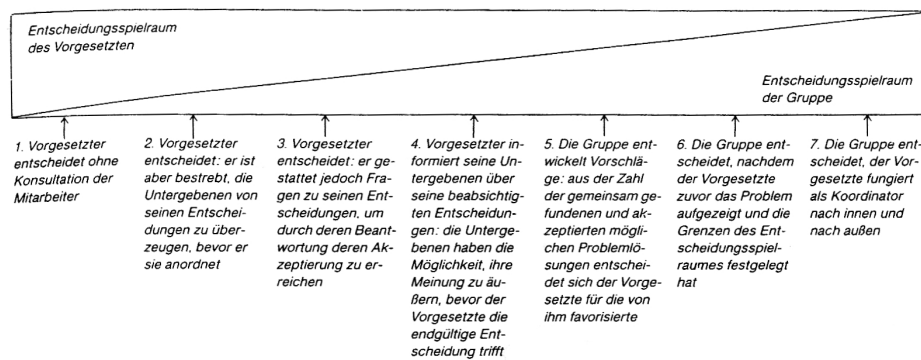 Entscheidungsspielraum
des Vorgesetzten
Entscheidungsspielraum
der Gruppe
1. Vorgesetzter
entscheidet ohne
Konsultation der
Mitarbeiter
2. Vorgesetzter
entscheidet: er ist
aber bestrebt, die
Untergebenen von
seinen Entschei-
dungen zu über-
zeugen, bevor er
sie anordnet
3. Vorgesetzter
entscheidet: er ge-
stattet jedoch Fra-
gen zu seinen Ent-
scheidungen, um
durch deren Beant-
wortung deren Ak-
zeptierung zu er-
reichen
4. Vorgesetzter in-
formiert seine Un-
tergebenen über
seine beabsichtig-
ten Entscheidun-
gen: die Unterge-
benen haben die
Möglichkeit, ihre
Meinung zu äu-
ßern, bevor der
Vorgesetzte die
endgültige Ent-
scheidung trifft
5. Die Gruppe ent-
wickelt Vorschlä-
ge: aus der Zahl
der gemeinsam ge-
fundenen und ak-
zeptierten mögli-
chen Problemlö-
sungen entschei-
det sich der Vorge-
setzte für die von
ihm favorisierte
6. Die Gruppe ent-
scheidet, nachdem
der Vorgesetzte
zuvor das Problem
aufgezeigt und die
Grenzen des Ent-
scheidungsspiel-
raumes festgelegt
hat
7. Die Gruppe ent-
scheidet, der Vor-
gesetzte fungiert
als Koordinator
nach innen und
nach außen